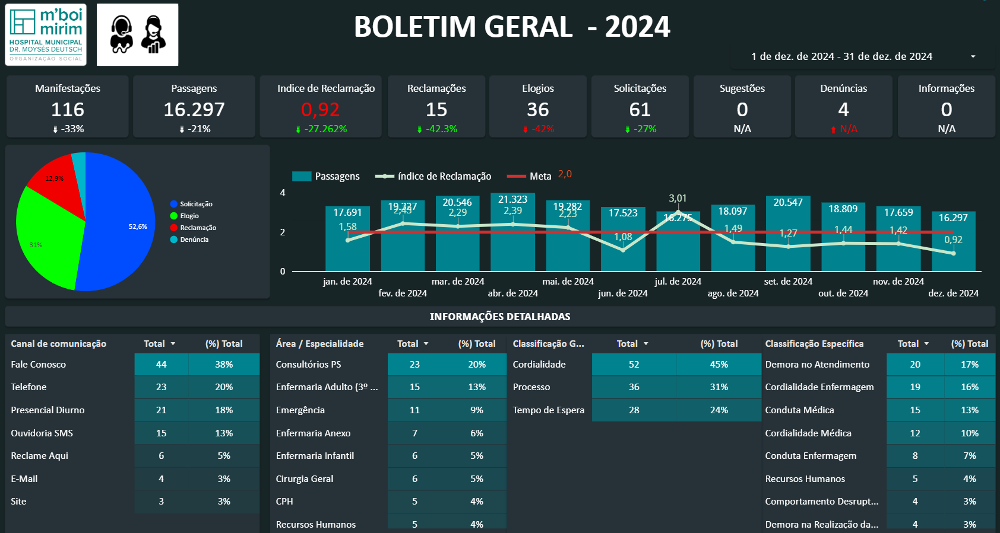 m'boi
mirim
HOSPITAL MUNICIPAL
DR. MOYSÉS DEUTSCH
ORGANIZAÇÃO SOCIAL
BOLETIM GERAL - 2024
1 de dez. de 2024 - 31 de dez. de 2024
Manifestações
116
-33%
Passagens
16.297
-21%
Indice de Reclamação
0,92
-27.262%
Reclamações
15
-42.3%
Elogios
36
-42%
Solicitações
61
-27%
Sugestões
0
N/A
Denúncias
4
N/A
Informações
0
N/A
52,6%
31%
12,9%
Solicitação
Elogio
Reclamação
Denúncia
Passagens índice de Reclamação Meta 2,0
4
2
0
17.691 19.327 20.546 21.323 19.282 17.523 16.275 18.097 20.547 18.809 17.659 16.297
1,58 2,43 2,29 2,39 2,23 1,08 3,01 1,49 1,27 1,44 1,42 0,92
jan. de 2024 fev. de 2024 mar. de 2024 abr. de 2024 mai. de 2024 jun. de 2024 jul. de 2024 ago. de 2024 set. de 2024 out. de 2024 nov. de 2024 dez. de 2024
INFORMAÇÕES DETALHADAS
Canal de comunicação Total (%) Total
Fale Conosco 44 38%
Telefone 23 20%
Presencial Diurno 21 18%
Ouvidoria SMS 15 13%
Reclame Aqui 6 5%
E-Mail 4 3%
Site 3 3%
Área / Especialidade Total (%) Total
Consultórios PS 23 20%
Enfermaria Adulto (3º ... 15 13%
Emergência 11 9%
Enfermaria Anexo 7 6%
Enfermaria Infantil 6 5%
Cirurgia Geral 6 5%
CPH 5 4%
Recursos Humanos 5 4%
Classificação G... Total (%) Total
Cordialidade 52 45%
Processo 36 31%
Tempo de Espera 28 24%
Classificação Específica Total (%) Total
Demora no Atendimento 20 17%
Cordialidade Enfermagem 19 16%
Conduta Médica 15 13%
Cordialidade Médica 12 10%
Conduta Enfermagem 8 7%
Recursos Humanos 5 4%
Comportamento Desrupt... 4 3%
Demora na Realização da... 4 3%